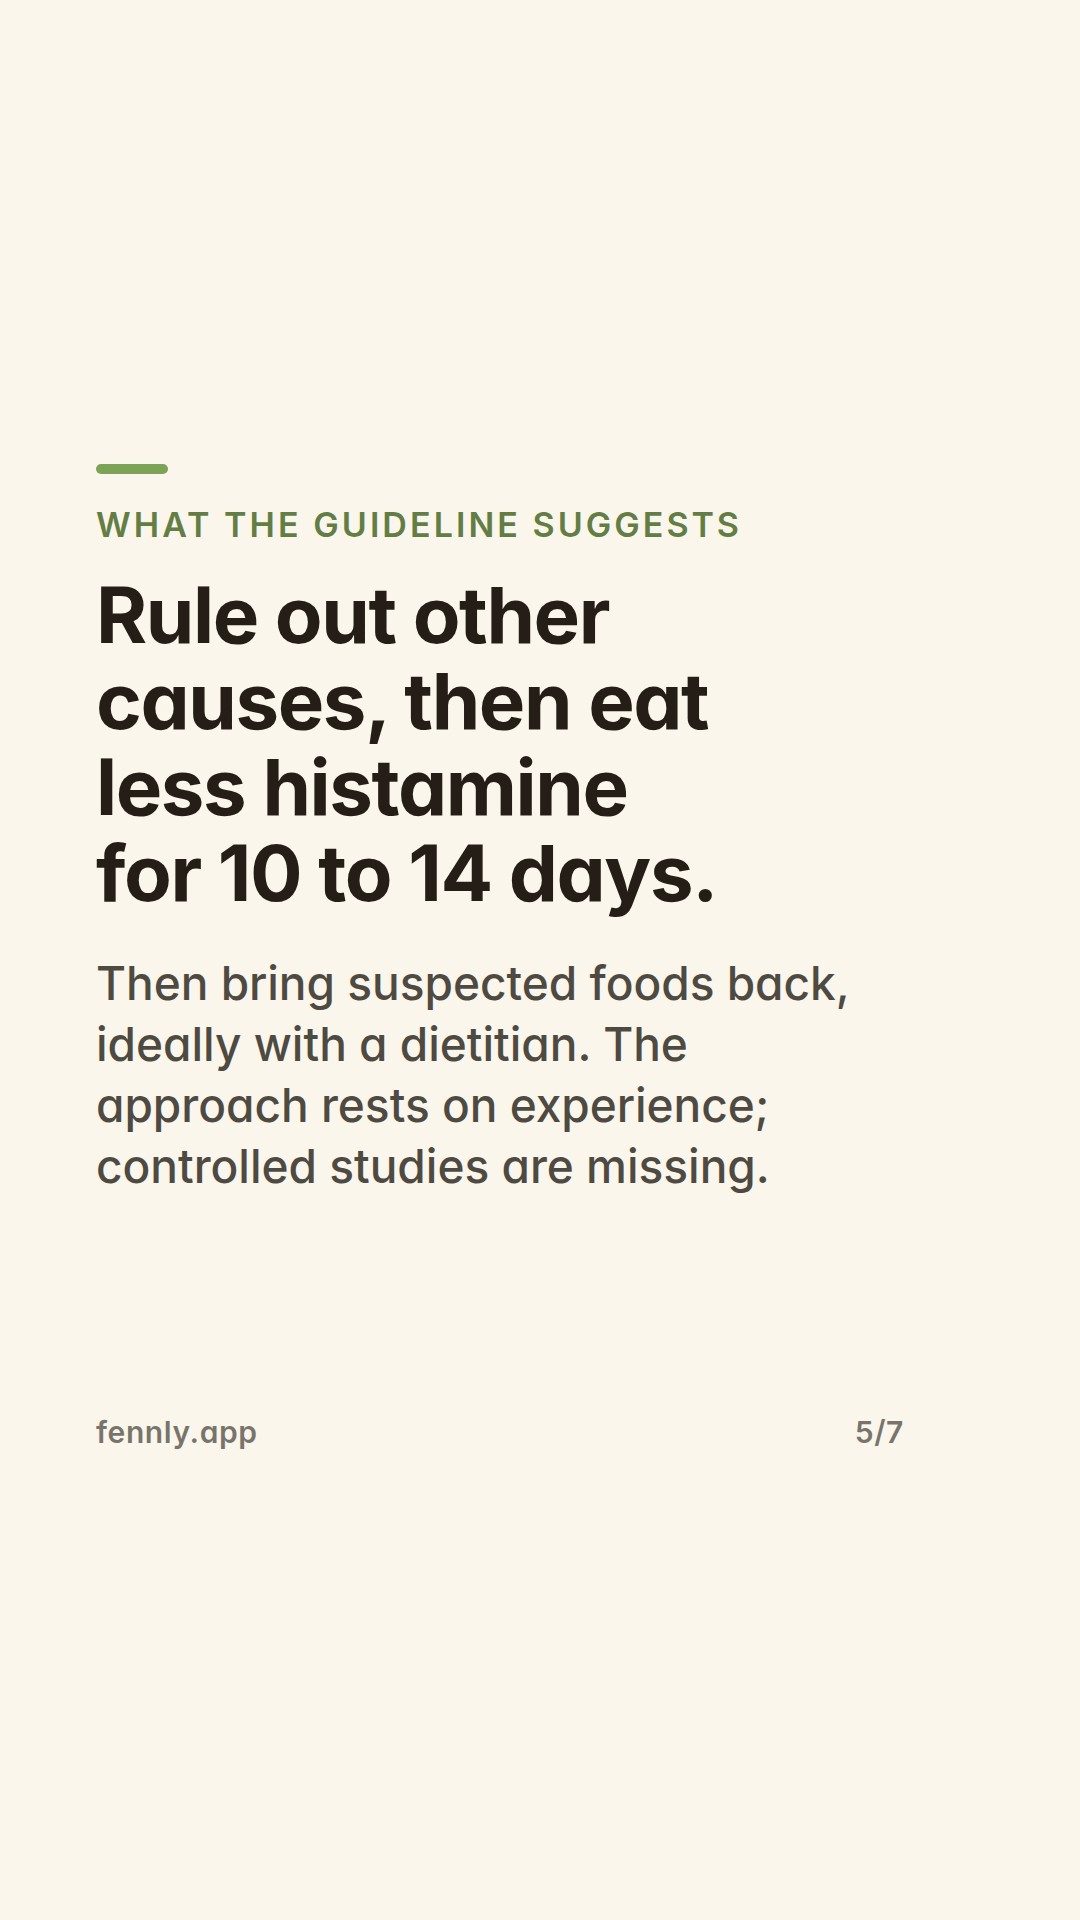 WHAT THE GUIDELINE SUGGESTS
Rule out other
causes, then eat
less histamine
for 10 to 14 days.
Then bring suspected foods back,
ideally with a dietitian. The
approach rests on experience;
controlled studies are missing.
fennly.app
5/7